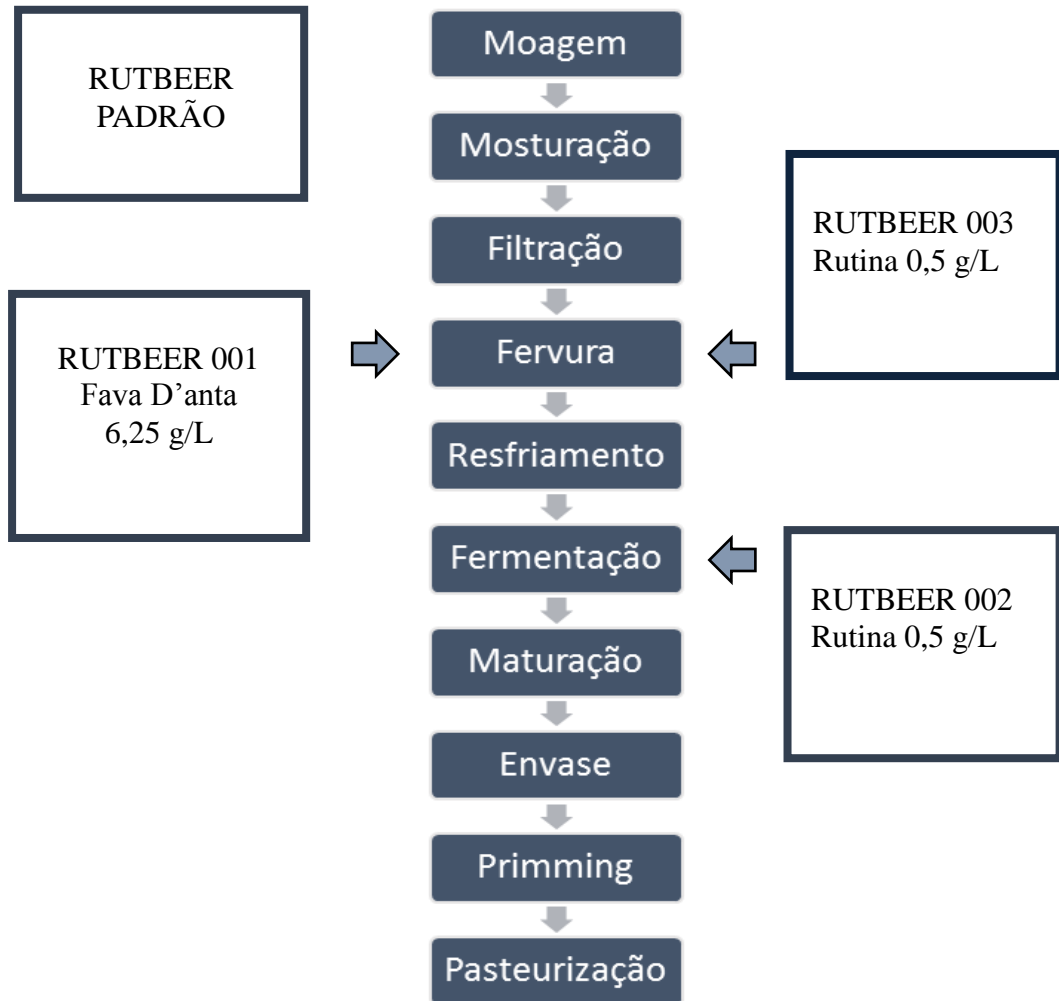 RUTBEER
PADRÃO
Moagem
Mosturação
Filtração
RUTBEER 003
Rutina 0,5 g/L
RUTBEER 001
Fava D’anta
6,25 g/L
Fervura
Resfriamento
Fermentação
RUTBEER 002
Rutina 0,5 g/L
Maturação
Envase
Primming
Pasteurização